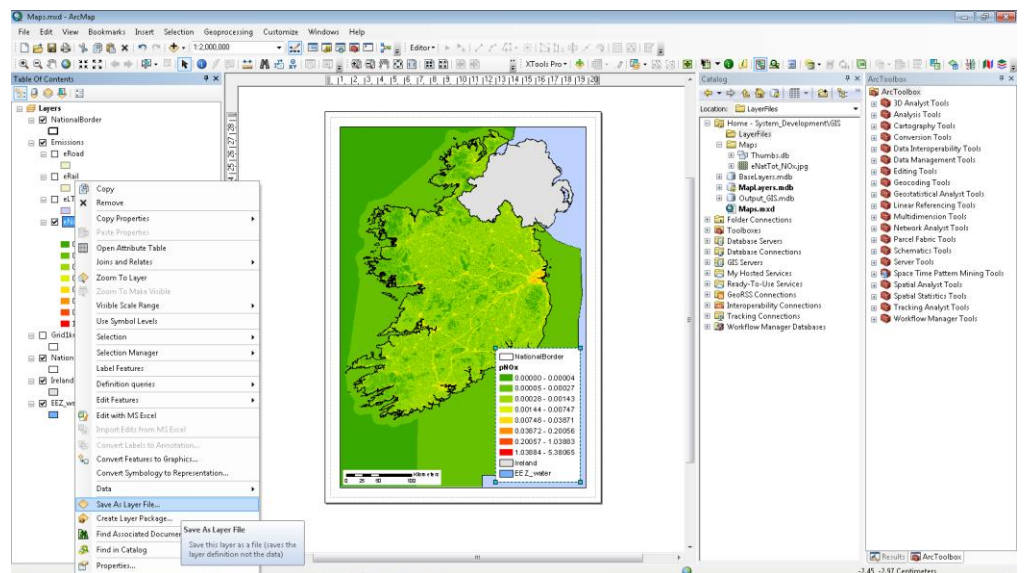 Maps.mxd - ArcMap
File Edit View Bookmarks Insert Selection Geoprocessing Customize Windows Help
1:2,000,000
Editor
XTools Pro
Table Of Contents
Layers
NationalBorder
Emissions
eRoad
eRail
Copy
Remove
Copy Properties
Paste Properties
Open Attribute Table
Joins and Relates
Zoom To Layer
Zoom To Make Visible
Visible Scale Range
Use Symbol Levels
Selection
Selection Manager
Label Features
Definition queries
Edit Features
Edit with MS Excel
Import Edits from MS Excel
Convert Labels to Annotation...
Convert Features to Graphics...
Convert Symbology to Representation...
Data
Save As Layer File...
Create Layer Package...
Find Associated Docume
Find in Catalog
Properties...
Save As Layer File
Save this layer as a file (saves the
layer definition not the data)
Grid1k
Nation
Ireland
EEZ_wa
NationalBorder
pNOx
0.00000 - 0.00004
0.00005 - 0.00027
0.00028 - 0.00143
0.00144 - 0.00747
0.00748 - 0.03871
0.03872 - 0.20056
0.20057 - 1.03883
1.03884 - 5.38065
Ireland
EEZ_water
Kilometers
0 25 50 100
Catalog
Location: LayerFiles
Home - System_Development\GIS
LayerFiles
Maps
Thumbs.db
eNatTot_NOx.jpg
BaseLayers.mdb
MapLayers.mdb
Output_GIS.mdb
Maps.mxd
Folder Connections
Toolboxes
Database Servers
Database Connections
GIS Servers
My Hosted Services
Ready-To-Use Services
GeoRSS Connections
Interoperability Connections
Tracking Connections
Workflow Manager Databases
ArcToolbox
ArcToolbox
3D Analyst Tools
Analysis Tools
Cartography Tools
Conversion Tools
Data Interoperability Tools
Data Management Tools
Editing Tools
Geocoding Tools
Geostatistical Analyst Tools
Linear Referencing Tools
Multidimension Tools
Network Analyst Tools
Parcel Fabric Tools
Schematics Tools
Server Tools
Space Time Pattern Mining Tools
Spatial Analyst Tools
Spatial Statistics Tools
Tracking Analyst Tools
Workflow Manager Tools
Results ArcToolbox
-2.45 -2.97 Centimeters